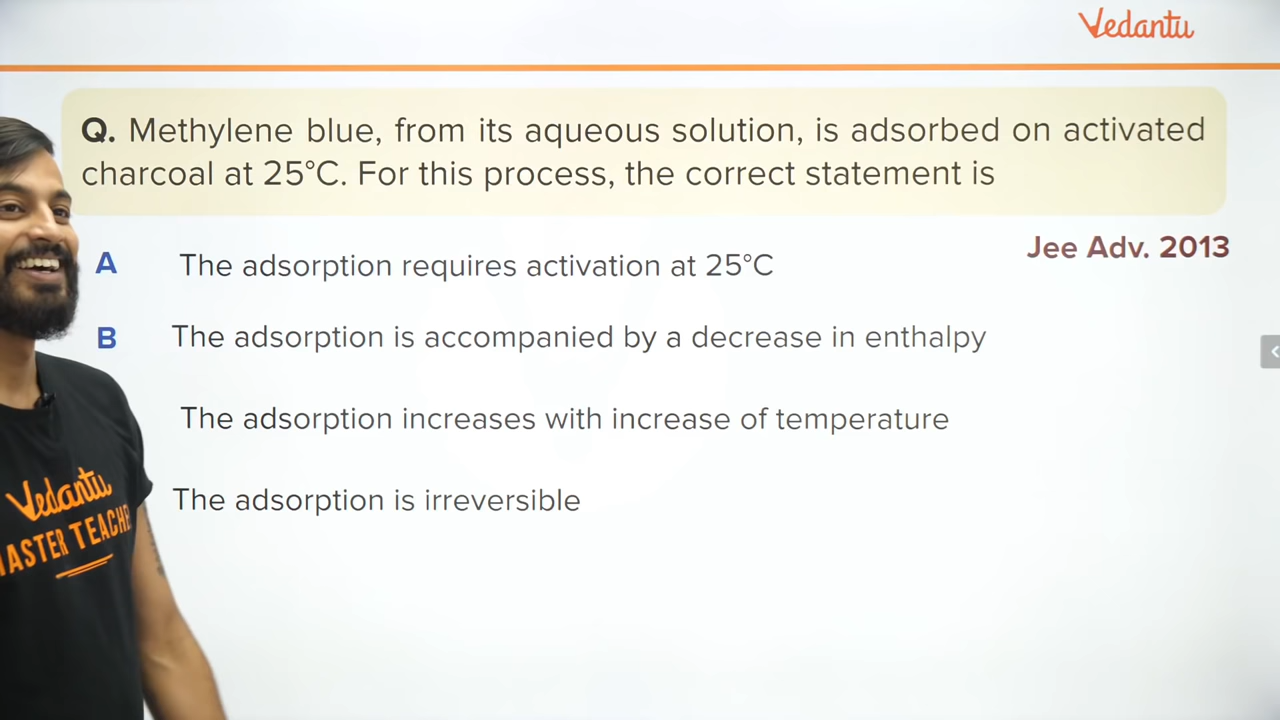 Vedantu
Q. Methylene blue, from its aqueous solution, is adsorbed on activated
charcoal at 25°C. For this process, the correct statement is
Jee Adv. 2013
A The adsorption requires activation at 25°C
B The adsorption is accompanied by a decrease in enthalpy
The adsorption increases with increase of temperature
The adsorption is irreversible
Vedantu